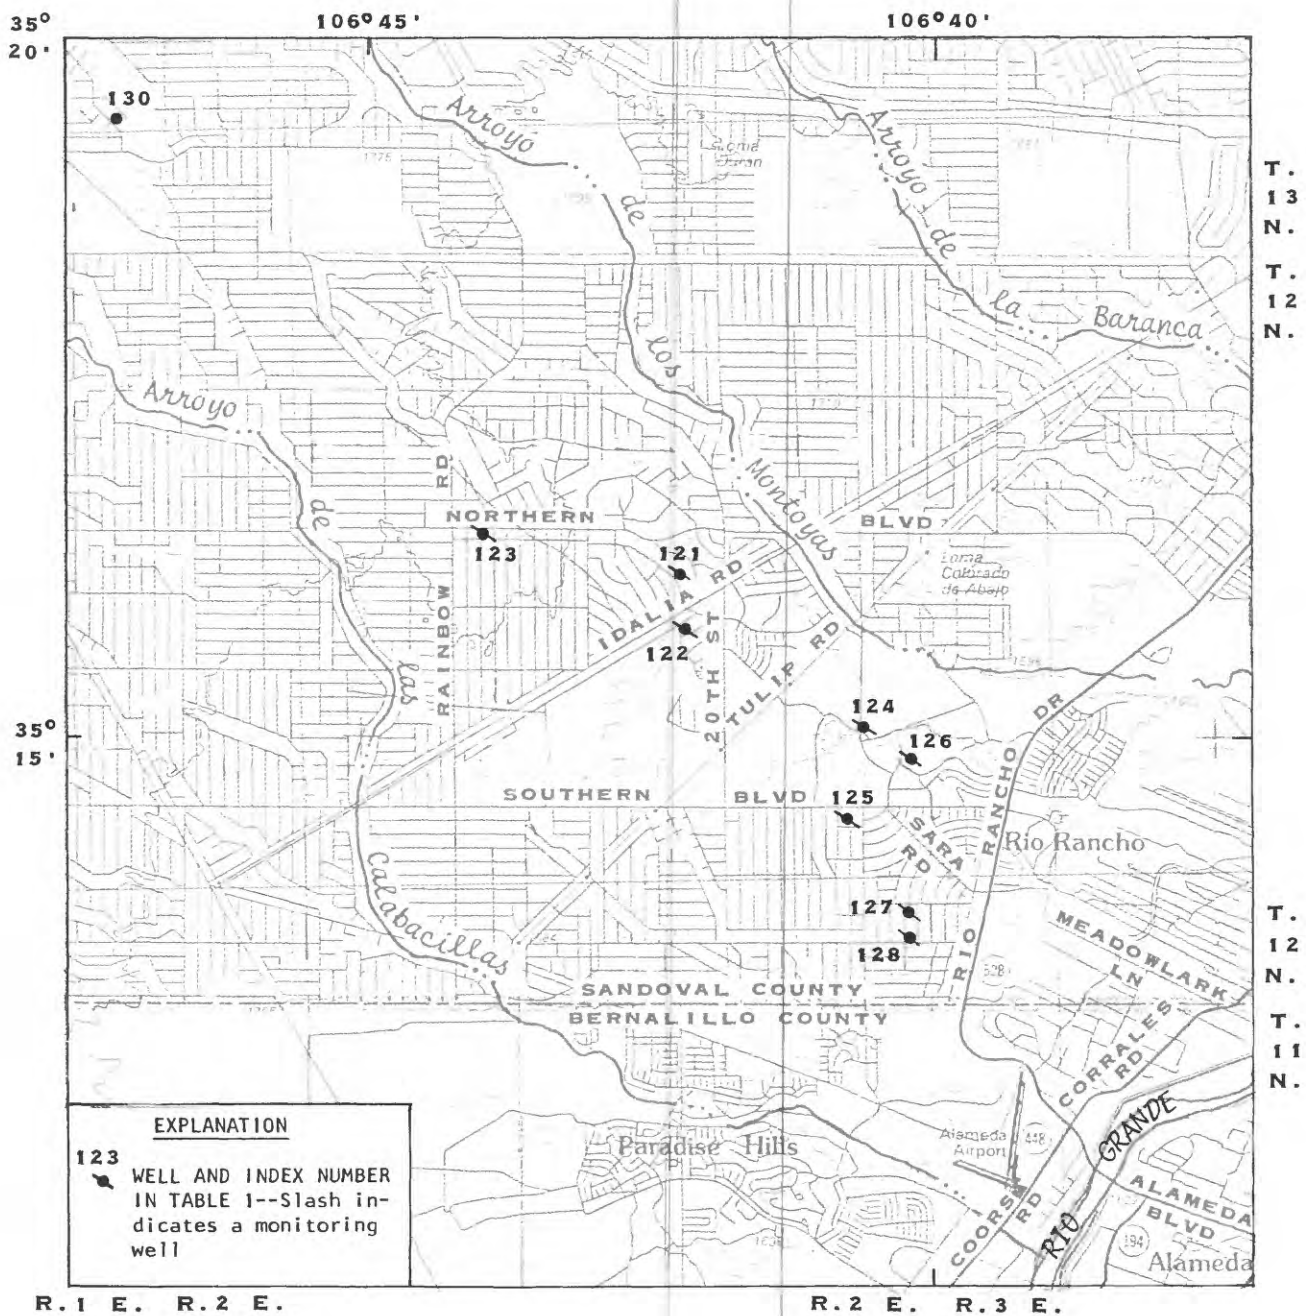 35°
20'
106°45'
106°40'
130
Arroyo
de
los
Montoyas
Arroyo
de
la
Baranca
T.
13
N.
T.
12
N.
Arroyo
de
las
Calabacillas
RAINBOW RD
NORTHERN
BLVD
123
121
IDALIA RD
122
20TH ST
TULIP RD
Loma
Colorado
de Abajo
35°
15'
124
126
RIO RANCHO DR
SOUTHERN
BLVD
125
SARA
RD
Rio Rancho
127
128
528
MEADOWLARK
LN
T.
12
N.
SANDOVAL COUNTY
BERNALILLO COUNTY
T.
11
N.
CORRALES
RD
Paradise Hills
Alameda
Airport
448
COORS
RD
RIO GRANDE
ALAMEDA
BLVD
194
Alameda
EXPLANATION
123
WELL AND INDEX NUMBER
IN TABLE 1--Slash in-
dicates a monitoring
well
R.1 E. R.2 E.
R.2 E. R.3 E.